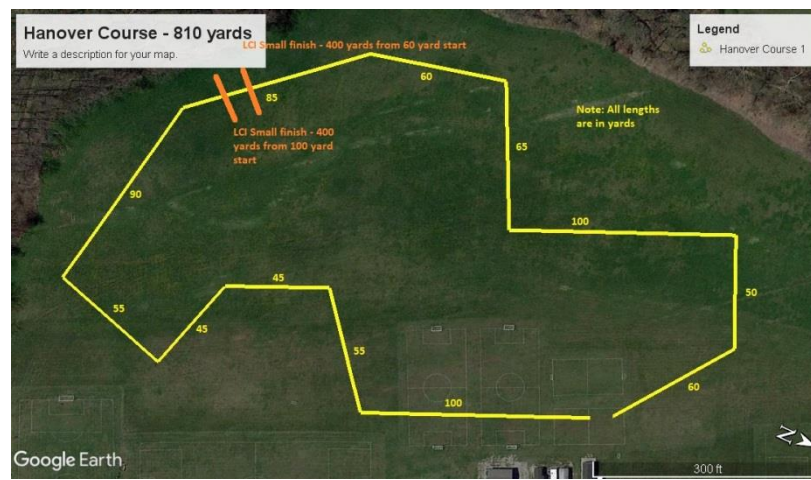 Hanover Course - 810 yards
Write a description for your map.
LCI Small finish - 400 yards from 60 yard start
Legend
Hanover Course 1
60
85
Note: All lengths
are in yards
LCI Small finish - 400
yards from 100 yard
start
65
90
100
45
50
55
45
55
60
100
Google Earth
N
300 ft